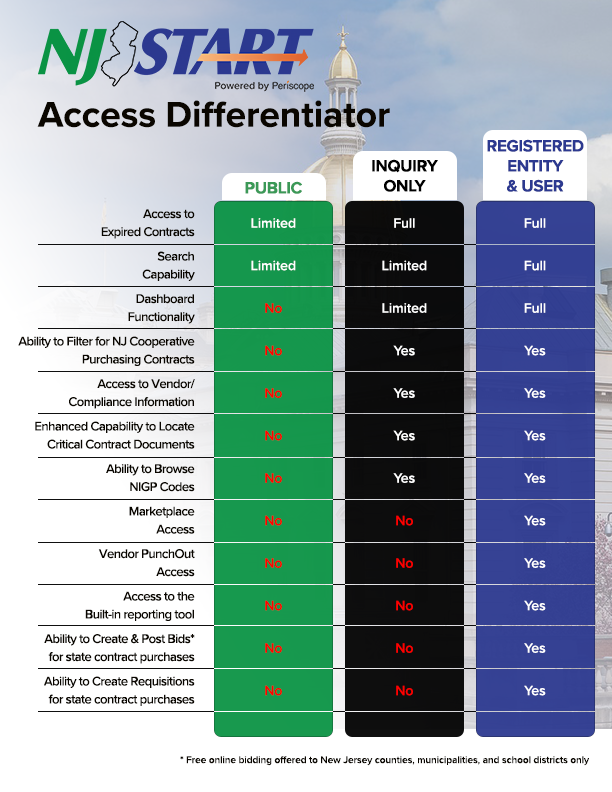 NJ START
Powered by Periscope
Access Differentiator
PUBLIC
INQUIRY
ONLY
REGISTERED
ENTITY
& USER
Access to
Expired Contracts
Limited
Full
Full
Search
Capability
Limited
Limited
Full
Dashboard
Functionality
No
Limited
Full
Ability to Filter for NJ Cooperative
Purchasing Contracts
No
Yes
Yes
Access to Vendor/
Compliance Information
No
Yes
Yes
Enhanced Capability to Locate
Critical Contract Documents
No
Yes
Yes
Ability to Browse
NIGP Codes
No
Yes
Yes
Marketplace
Access
No
No
Yes
Vendor PunchOut
Access
No
No
Yes
Access to the
Built-in reporting tool
No
No
Yes
Ability to Create & Post Bids*
for state contract purchases
No
No
Yes
Ability to Create Requisitions
for state contract purchases
No
No
Yes
* Free online bidding offered to New Jersey counties, municipalities, and school districts only